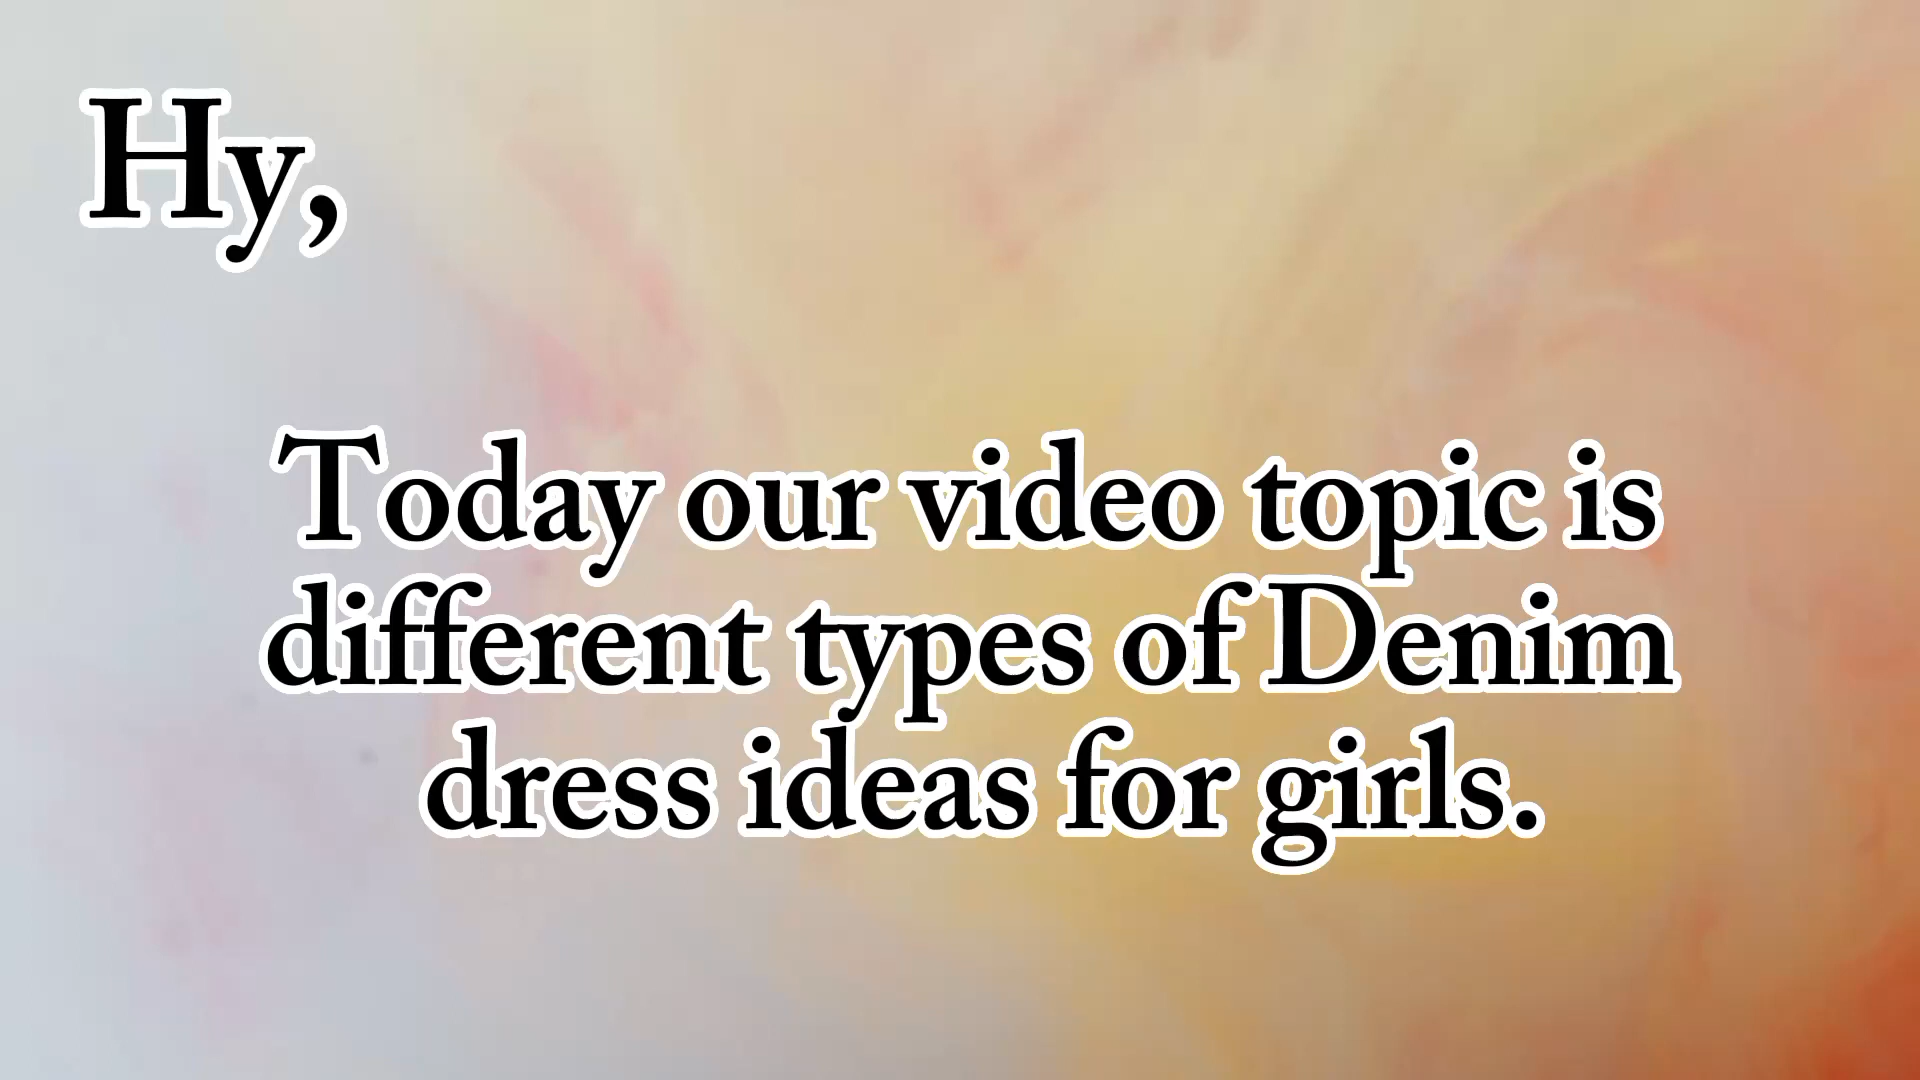 Hy,
Today our video topic is
different types of Denim
dress ideas for girls.